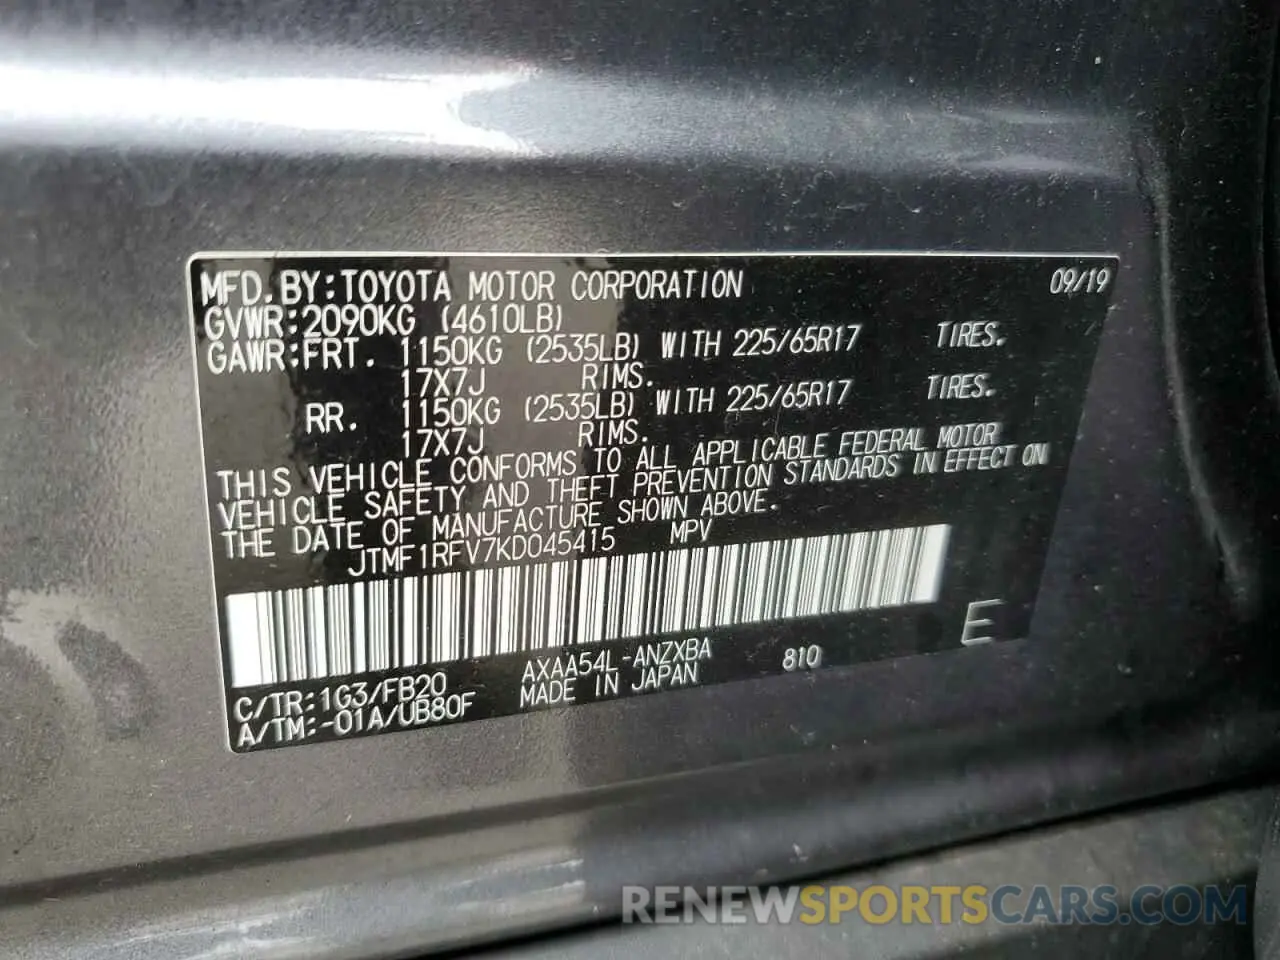 MFD.BY:TOYOTA MOTOR CORPORATION 09/19
GVWR:2090KG (4610LB)
GAWR:FRT. 1150KG (2535LB) WITH 225/65R17 TIRES.
17X7J RIMS.
RR. 1150KG (2535LB) WITH 225/65R17 TIRES.
17X7J RIMS.
THIS VEHICLE CONFORMS TO ALL APPLICABLE FEDERAL MOTOR
VEHICLE SAFETY AND THEFT PREVENTION STANDARDS IN EFFECT ON
THE DATE OF MANUFACTURE SHOWN ABOVE.
JTMF1RFV7KD045415 MPV
C/TR:1G3/FB20 AXAA54L-ANZXBA 810 E
A/TM:-01A/UB80F MADE IN JAPAN
RENEWSPORTSCARS.COM